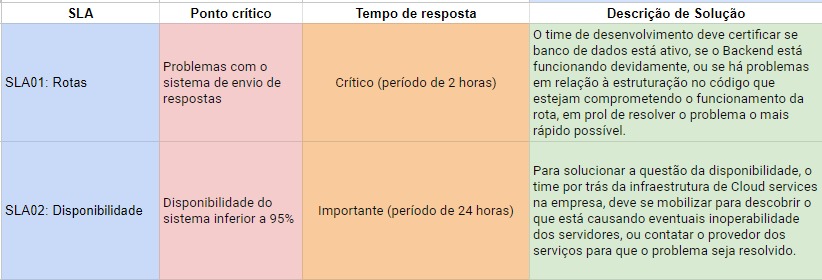 SLA
Ponto crítico
Tempo de resposta
Descrição de Solução
SLA01: Rotas
Problemas com o
sistema de envio de
respostas
Crítico (período de 2 horas)
O time de desenvolvimento deve certificar se
banco de dados está ativo, se o Backend está
funcionando devidamente, ou se há problemas
em relação à estruturação no código que
estejam comprometendo o funcionamento da
rota, em prol de resolver o problema o mais
rápido possível.
SLA02: Disponibilidade
Disponibilidade do
sistema inferior a 95%
Importante (período de 24 horas)
Para solucionar a questão da disponibilidade, o
time por trás da infraestrutura de Cloud services
na empresa, deve se mobilizar para descobrir o
que está causando eventuais inoperabilidade
dos servidores, ou contatar o provedor dos
serviços para que o problema seja resolvido.